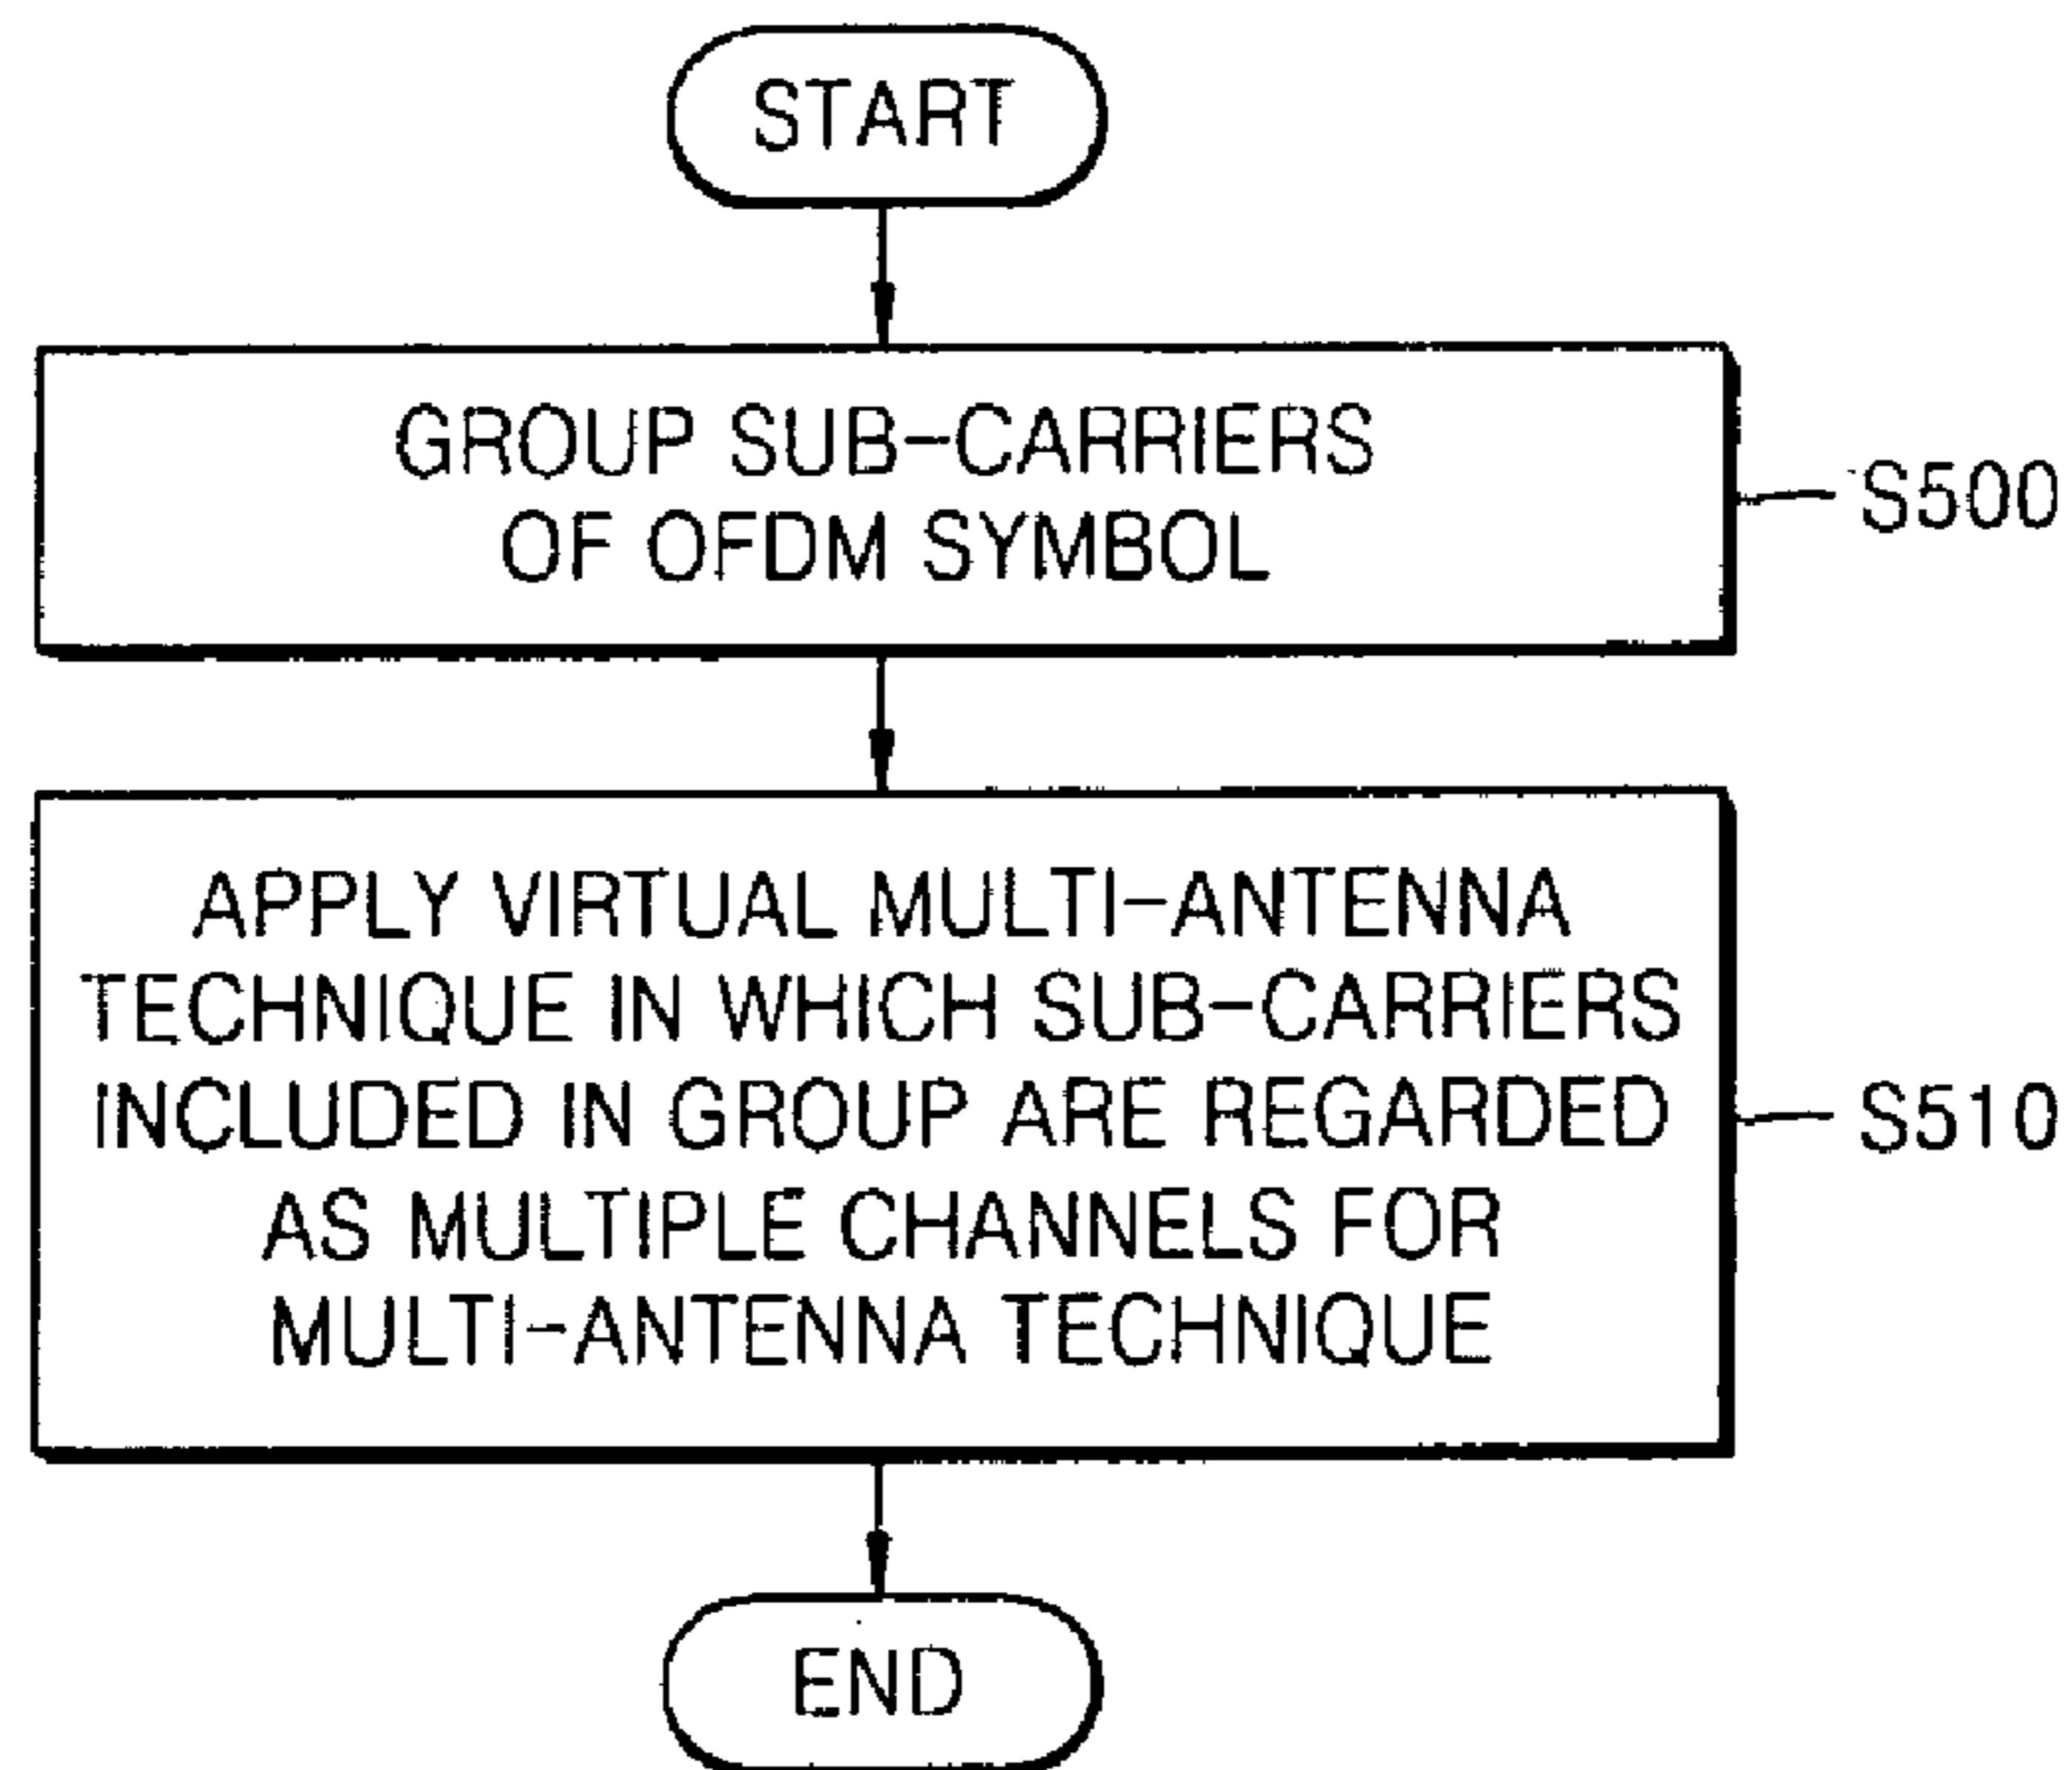 START
GROUP SUB-CARRIERS
OF OFDM SYMBOL
S500
APPLY VIRTUAL MULTI-ANTENNA
TECHNIQUE IN WHICH SUB-CARRIERS
INCLUDED IN GROUP ARE REGARDED
AS MULTIPLE CHANNELS FOR
MULTI-ANTENNA TECHNIQUE
S510
END